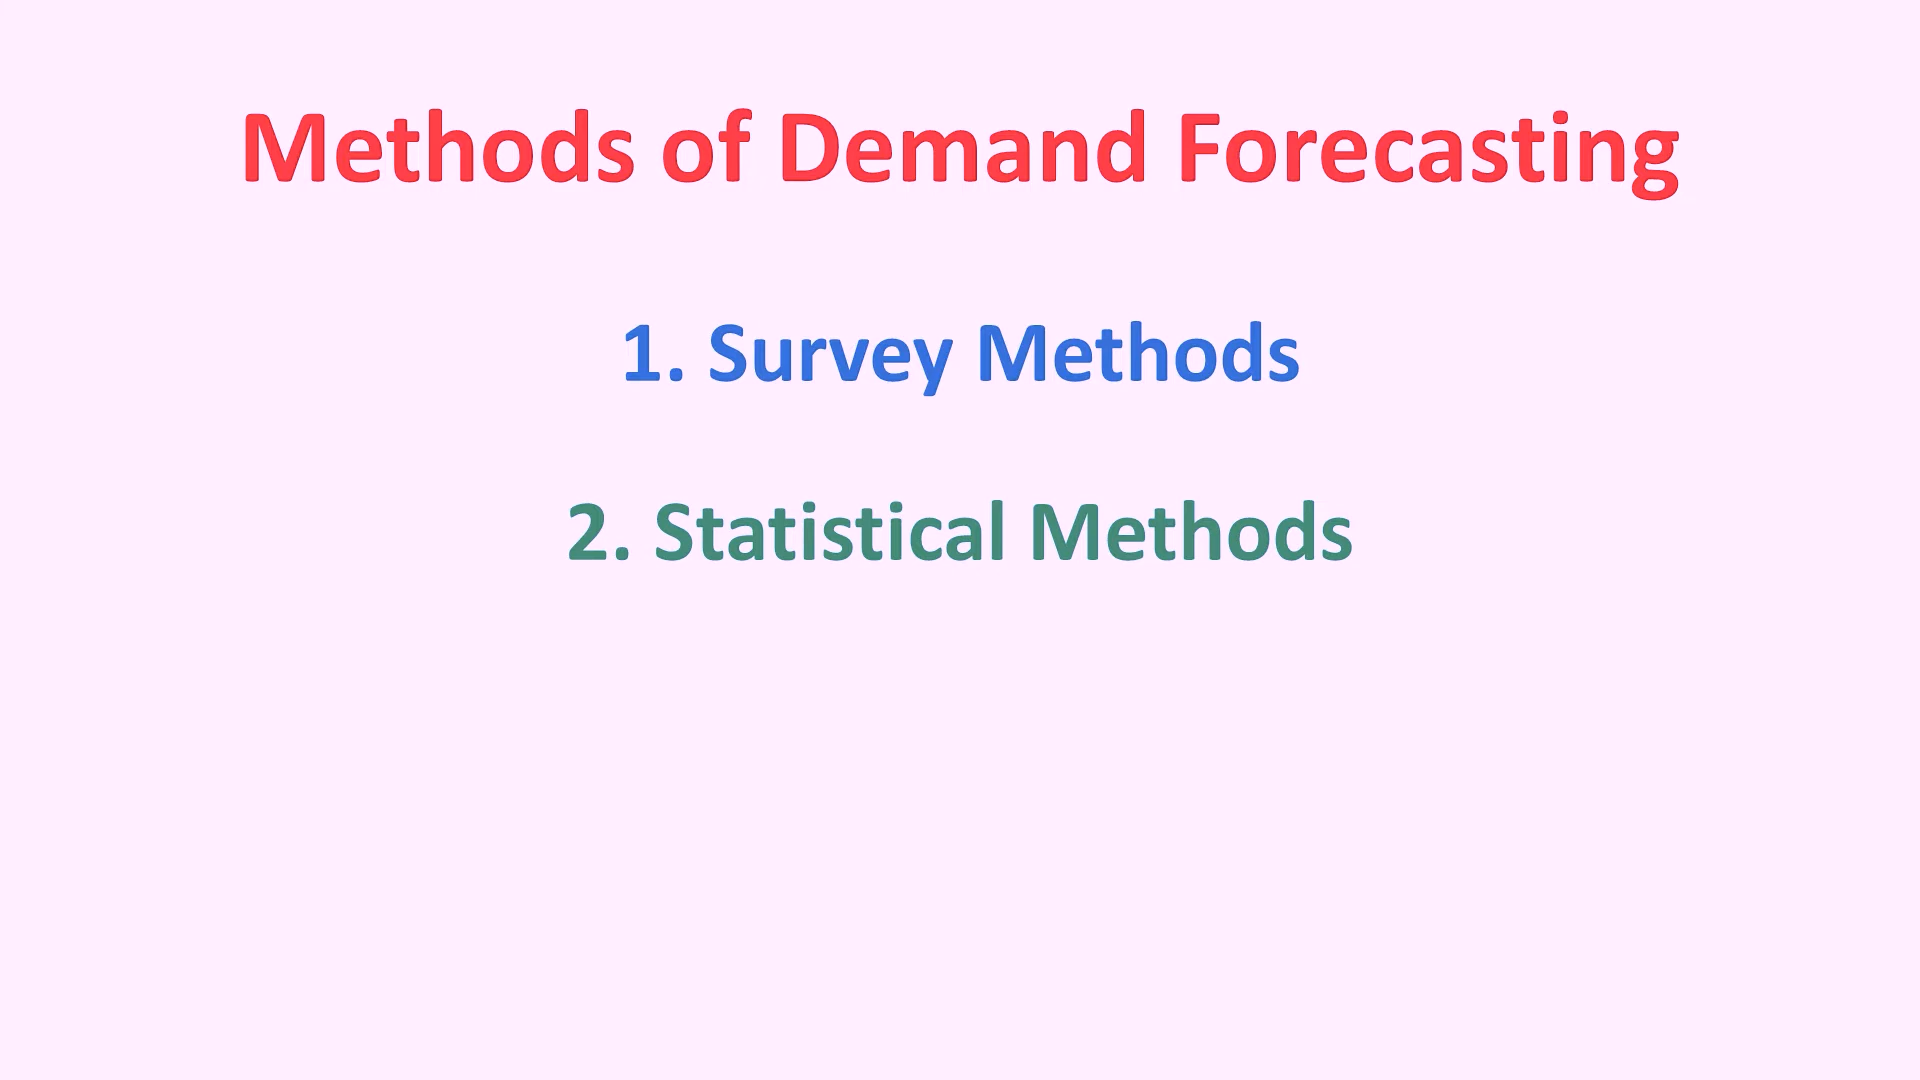 Methods of Demand Forecasting
1. Survey Methods
2. Statistical Methods